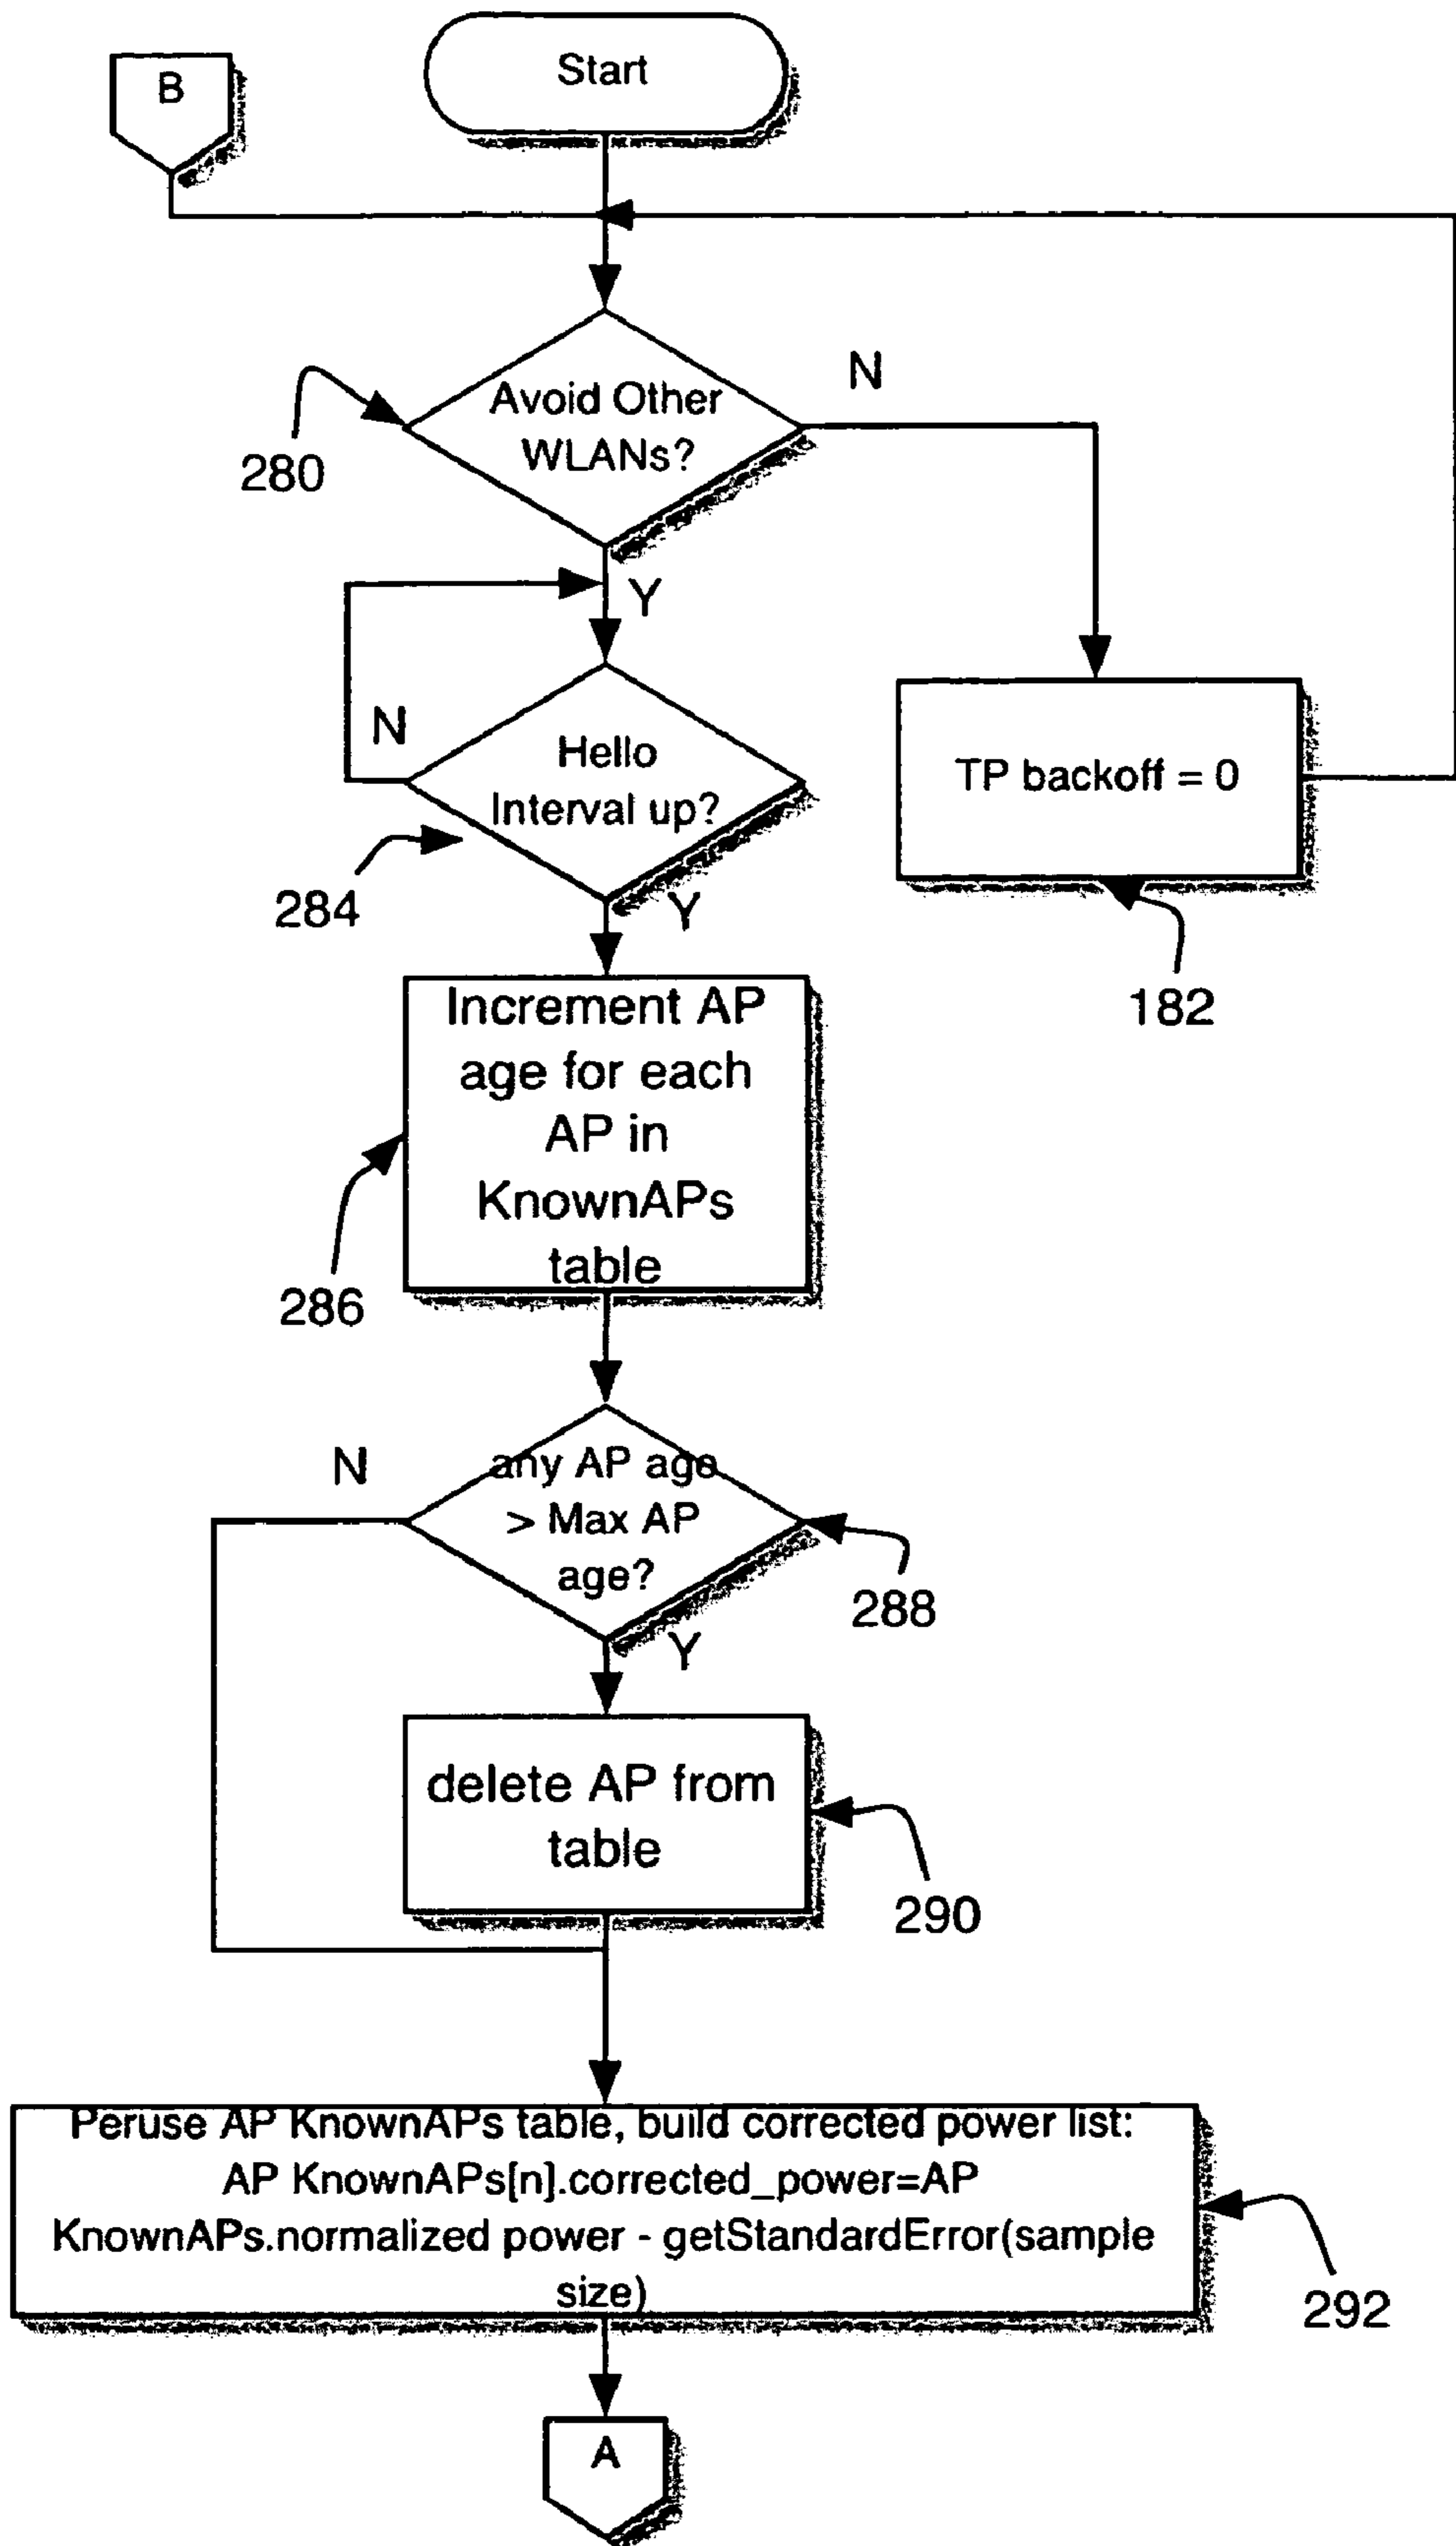 B
Start
Avoid Other
WLANs?
N
280
Y
N
Hello
Interval up?
TP backoff = 0
284
Y
182
Increment AP
age for each
AP in
KnownAPs
table
286
N
any AP age
> Max AP
age?
288
Y
delete AP from
table
290
Peruse AP KnownAPs table, build corrected power list:
AP KnownAPs[n].corrected_power=AP
KnownAPs.normalized power - getStandardError(sample
size)
292
A